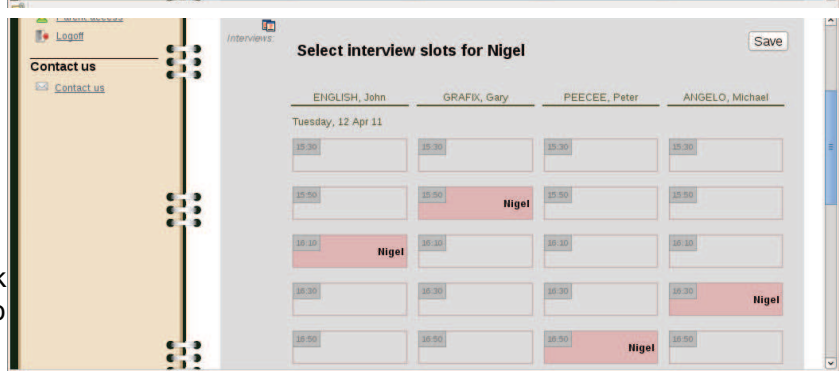 Parent access
Logoff
Contact us
Contact us
Interviews
Select interview slots for Nigel
Save
ENGLISH, John GRAFIX, Gary PEECEE, Peter ANGELO, Michael
Tuesday, 12 Apr 11
15:30 15:30 15:30 15:30
15:50 15:50 Nigel 15:50 15:50
16:10 Nigel 16:10 16:10 16:10
16:30 16:30 16:30 16:30 Nigel
16:50 16:50 16:50 Nigel 16:50